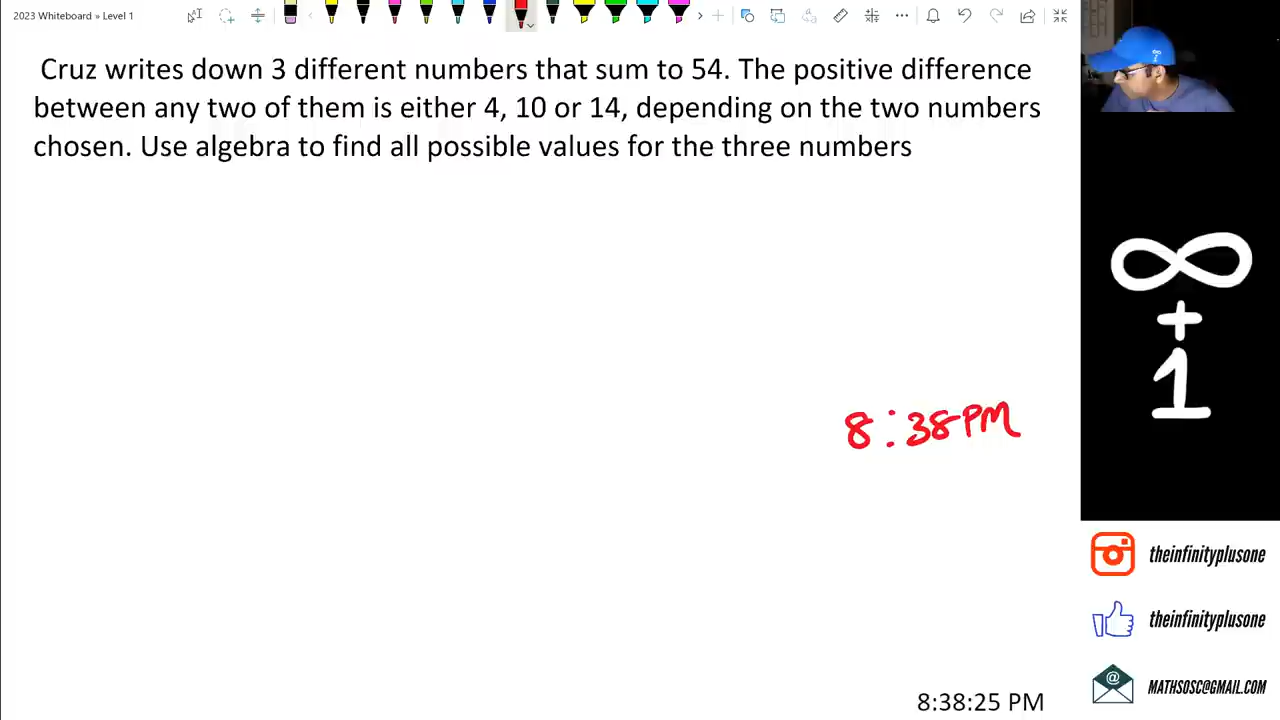 2023 Whiteboard » Level 1
Cruz writes down 3 different numbers that sum to 54. The positive difference
between any two of them is either 4, 10 or 14, depending on the two numbers
chosen. Use algebra to find all possible values for the three numbers
8:38PM
∞
+
1
theinfinityplusone
theinfinityplusone
MATHSOSC@GMAIL.COM
8:38:25 PM